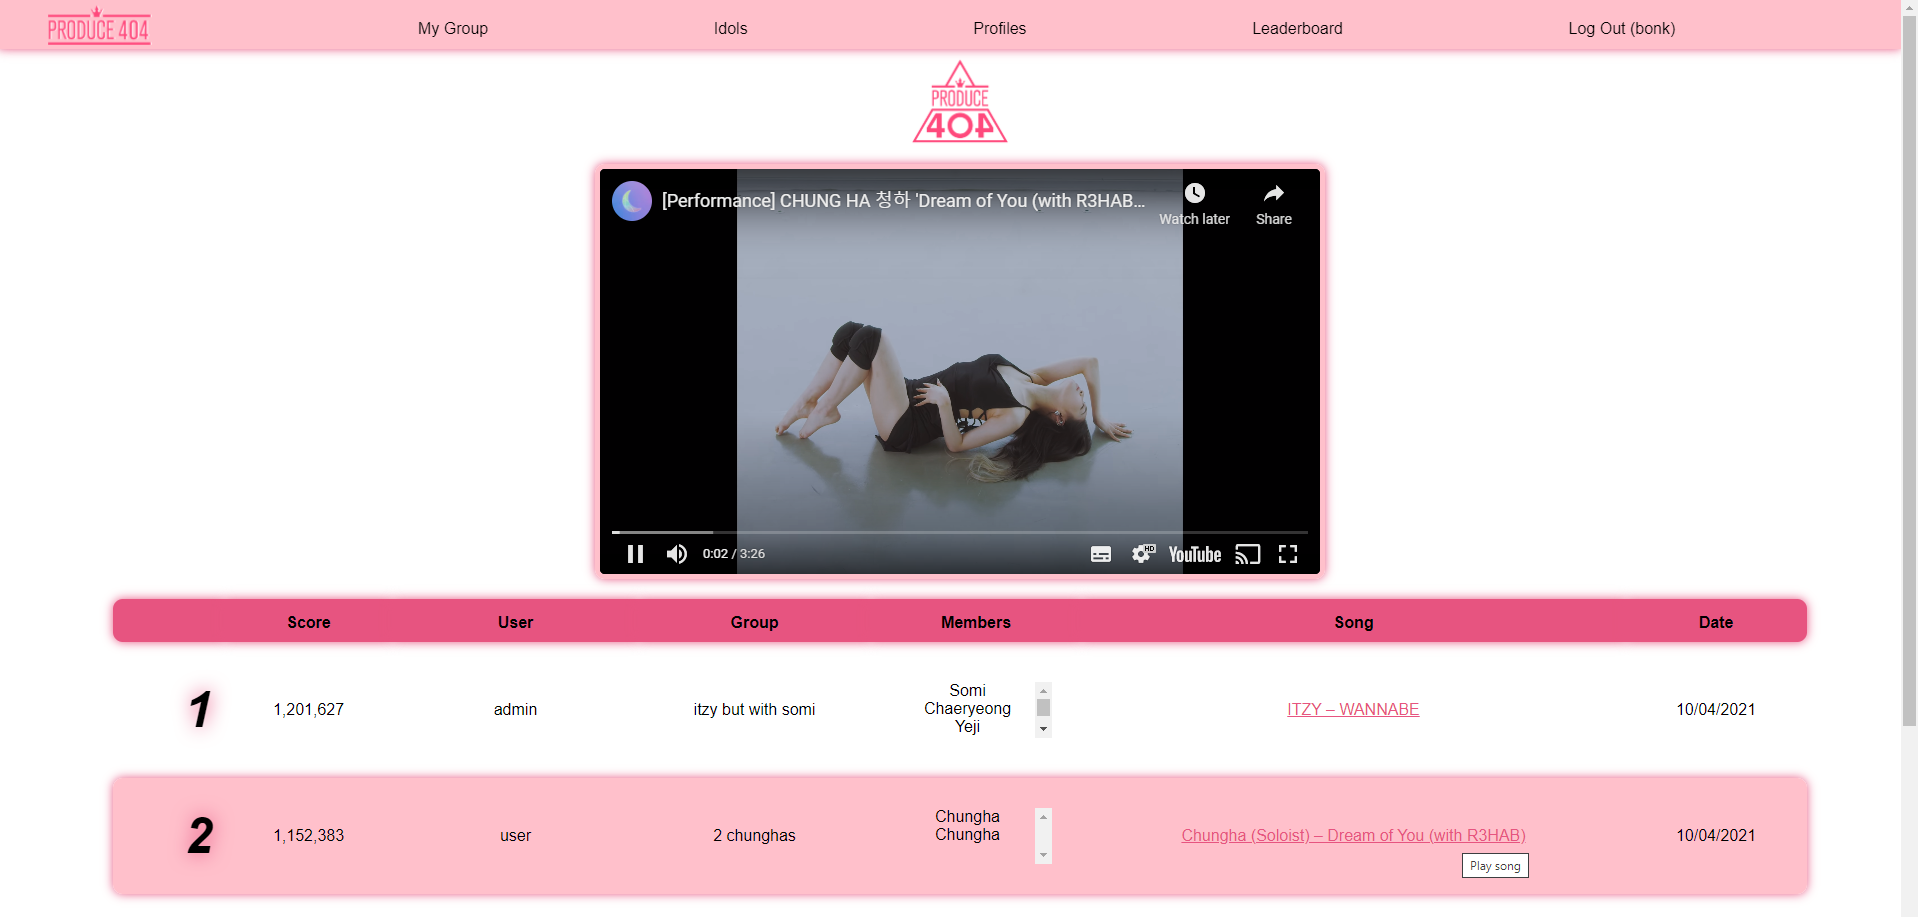 PRODUCE 404
My Group
Idols
Profiles
Leaderboard
Log Out (bonk)
PRODUCE
404
[Performance] CHUNG HA 청하 'Dream of You (with R3HAB...
Watch later
Share
0:02 / 3:26
HD
YouTube
Score
User
Group
Members
Song
Date
1
1,201,627
admin
itzy but with somi
Somi
Chaeryeong
Yeji
ITZY – WANNABE
10/04/2021
2
1,152,383
user
2 chunghas
Chungha
Chungha
Chungha (Soloist) – Dream of You (with R3HAB)
10/04/2021
Play song